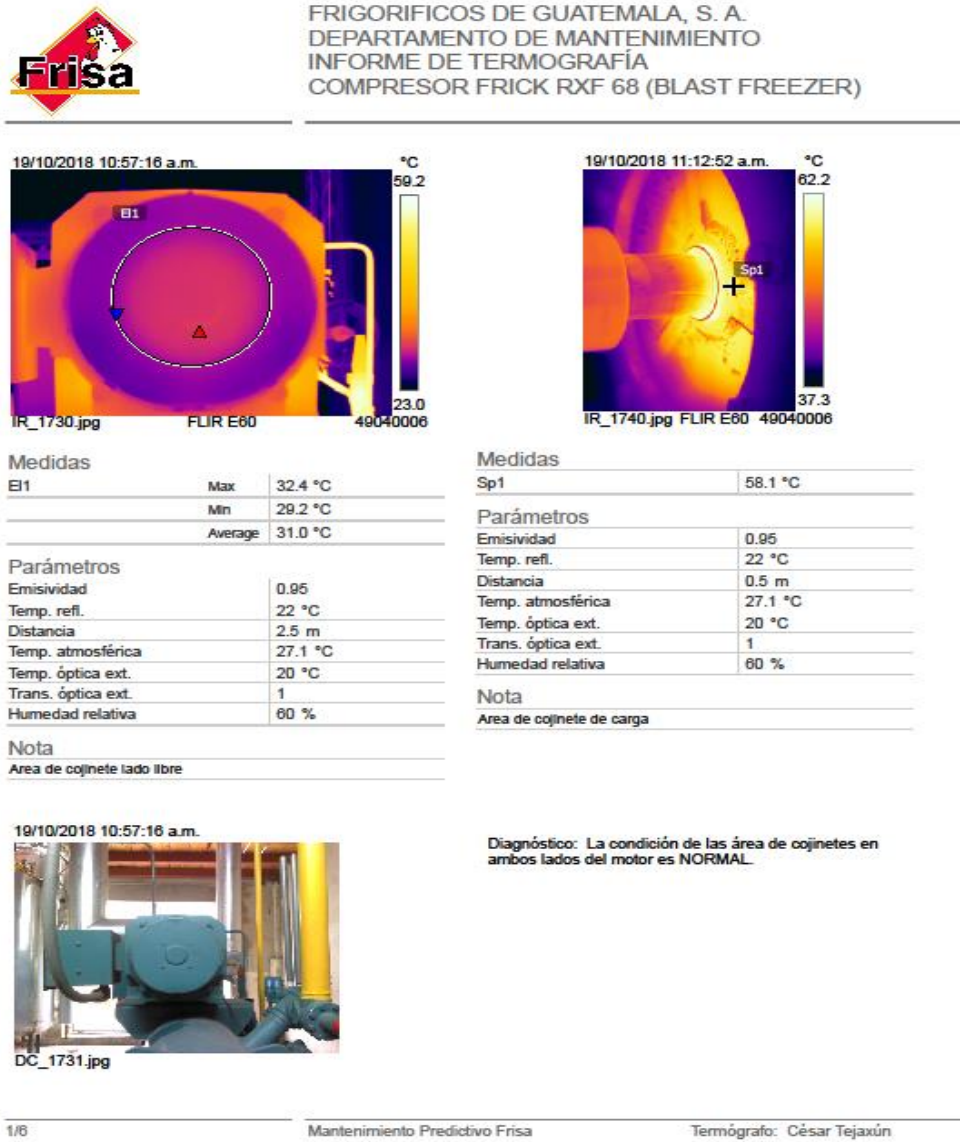 Frisa
FRIGORIFICOS DE GUATEMALA, S. A.
DEPARTAMENTO DE MANTENIMIENTO
INFORME DE TERMOGRAFÍA
COMPRESOR FRICK RXF 68 (BLAST FREEZER)
19/10/2018 10:57:16 a.m. °C
59.2
El1
23.0
IR_1730.jpg FLIR E60 49040006
Medidas
El1 Max 32.4 °C
Min 29.2 °C
Average 31.0 °C
Parámetros
Emisividad 0.95
Temp. refl. 22 °C
Distancia 2.5 m
Temp. atmosférica 27.1 °C
Temp. óptica ext. 20 °C
Trans. óptica ext. 1
Humedad relativa 60 %
Nota
Area de cojinete lado libre
19/10/2018 11:12:52 a.m. °C
62.2
Sp1
37.3
IR_1740.jpg FLIR E60 49040006
Medidas
Sp1 58.1 °C
Parámetros
Emisividad 0.95
Temp. refl. 22 °C
Distancia 0.5 m
Temp. atmosférica 27.1 °C
Temp. óptica ext. 20 °C
Trans. óptica ext. 1
Humedad relativa 60 %
Nota
Area de cojinete de carga
19/10/2018 10:57:16 a.m.
DC_1731.jpg
Diagnóstico: La condición de las área de cojinetes en
ambos lados del motor es NORMAL.
1/6 Mantenimiento Predictivo Frisa Termógrafo: César Tejaxún